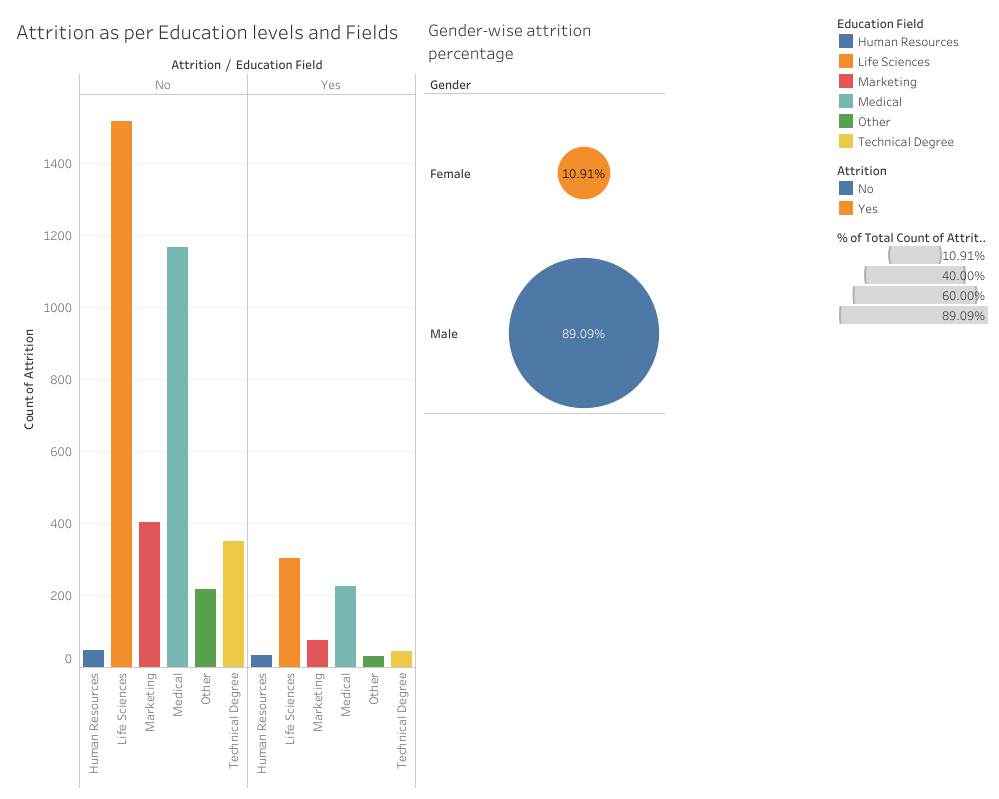 Attrition as per Education levels and Fields
Attrition / Education Field
No
Yes
Count of Attrition
1400
1200
1000
800
600
400
200
0
Human Resources
Life Sciences
Marketing
Medical
Other
Technical Degree
Human Resources
Life Sciences
Marketing
Medical
Other
Technical Degree
Gender-wise attrition
percentage
Gender
Female
10.91%
Male
89.09%
Education Field
Human Resources
Life Sciences
Marketing
Medical
Other
Technical Degree
Attrition
No
Yes
% of Total Count of Attrit..
10.91%
40.00%
60.00%
89.09%